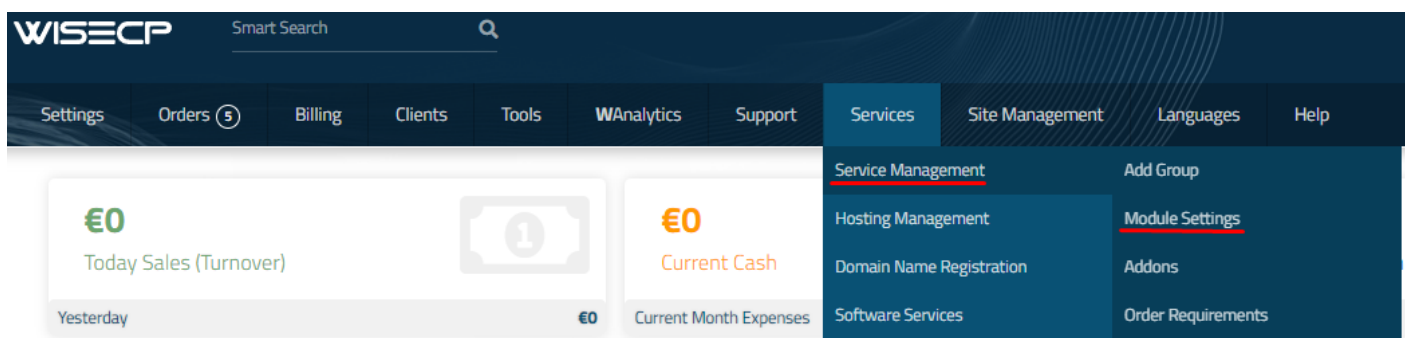 WISECP
Smart Search
Settings Orders 5 Billing Clients Tools WAnalytics Support Services Site Management Languages Help
Service Management Add Group
Hosting Management Module Settings
Domain Name Registration Addons
Software Services Order Requirements
€0
Today Sales (Turnover)
Yesterday €0
€0
Current Cash
Current Month Expenses
1